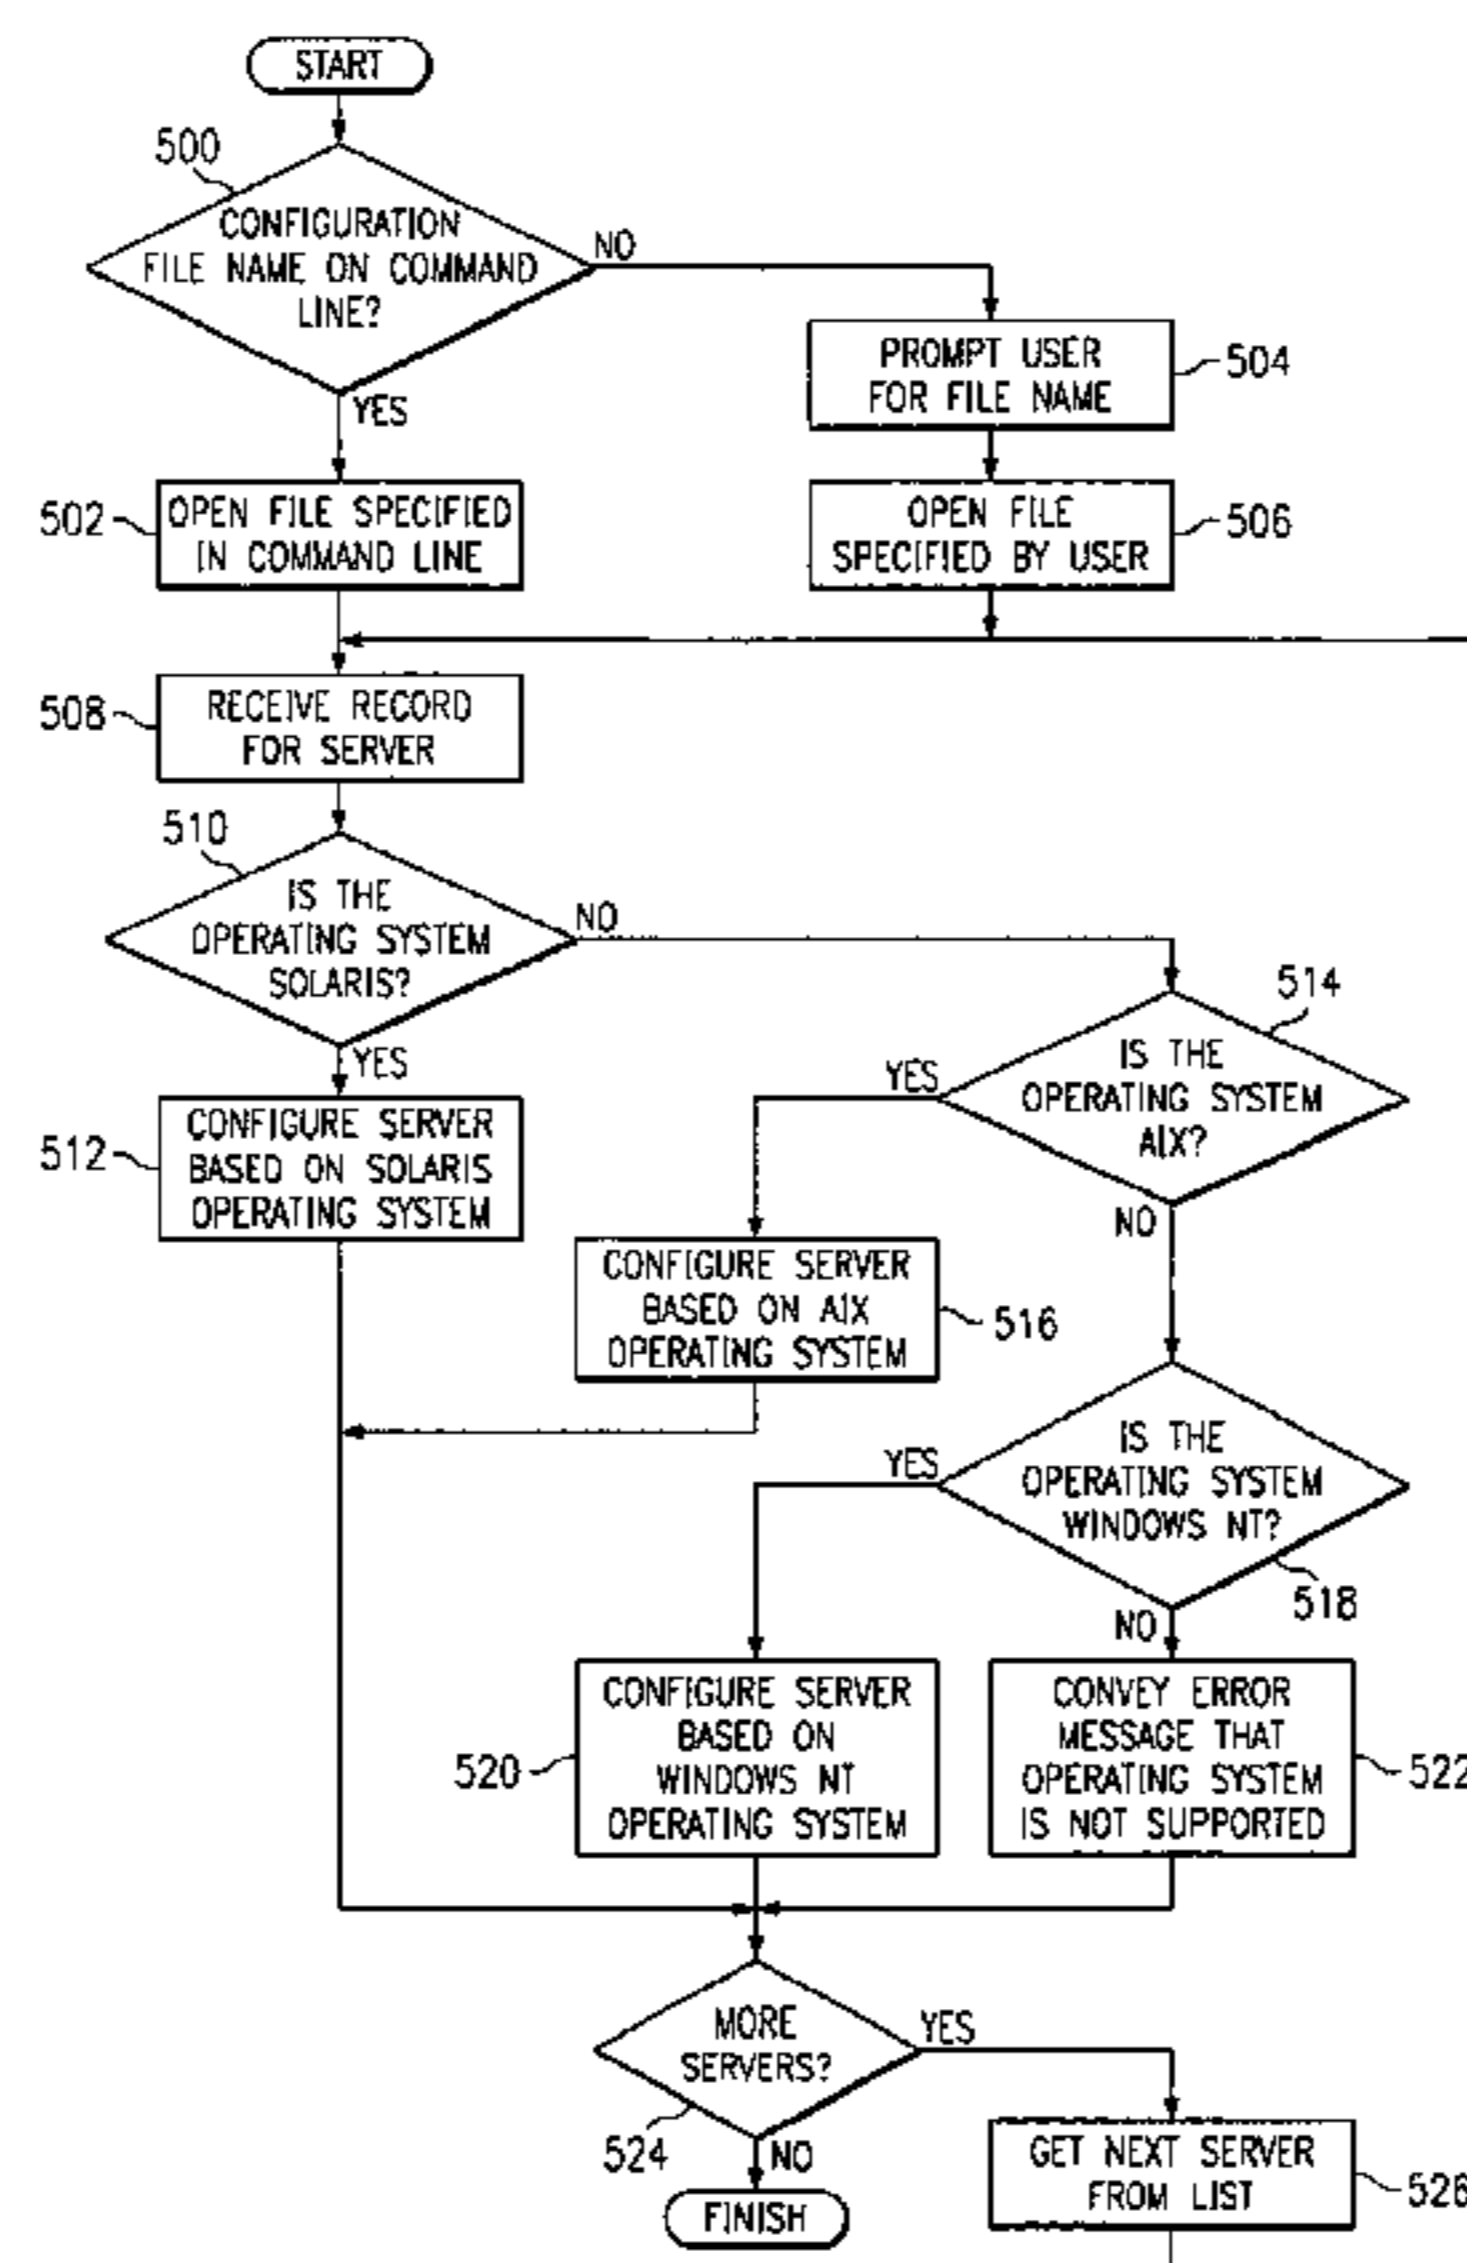 START
500
CONFIGURATION
FILE NAME ON COMMAND
LINE?
NO
YES
PROMPT USER
FOR FILE NAME
504
502
OPEN FILE SPECIFIED
IN COMMAND LINE
OPEN FILE
SPECIFIED BY USER
506
508
RECEIVE RECORD
FOR SERVER
510
IS THE
OPERATING SYSTEM
SOLARIS?
NO
YES
514
IS THE
OPERATING SYSTEM
AIX?
YES
NO
512
CONFIGURE SERVER
BASED ON SOLARIS
OPERATING SYSTEM
CONFIGURE SERVER
BASED ON AIX
OPERATING SYSTEM
516
IS THE
OPERATING SYSTEM
WINDOWS NT?
YES
518
NO
520
CONFIGURE SERVER
BASED ON
WINDOWS NT
OPERATING SYSTEM
CONVEY ERROR
MESSAGE THAT
OPERATING SYSTEM
IS NOT SUPPORTED
522
MORE
SERVERS?
YES
524
NO
GET NEXT SERVER
FROM LIST
526
FINISH